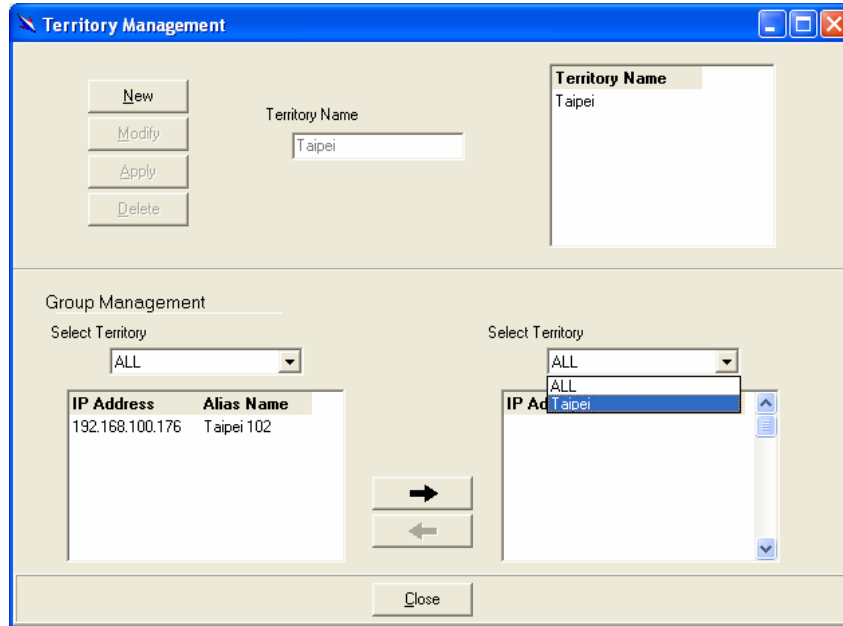 Territory Management
New
Modify
Apply
Delete
Territory Name
Taipei
Territory Name
Taipei
Group Management
Select Territory
ALL
IP Address Alias Name
192.168.100.176 Taipei 102
Select Territory
ALL
ALL
Taipei
IP Ad
Close